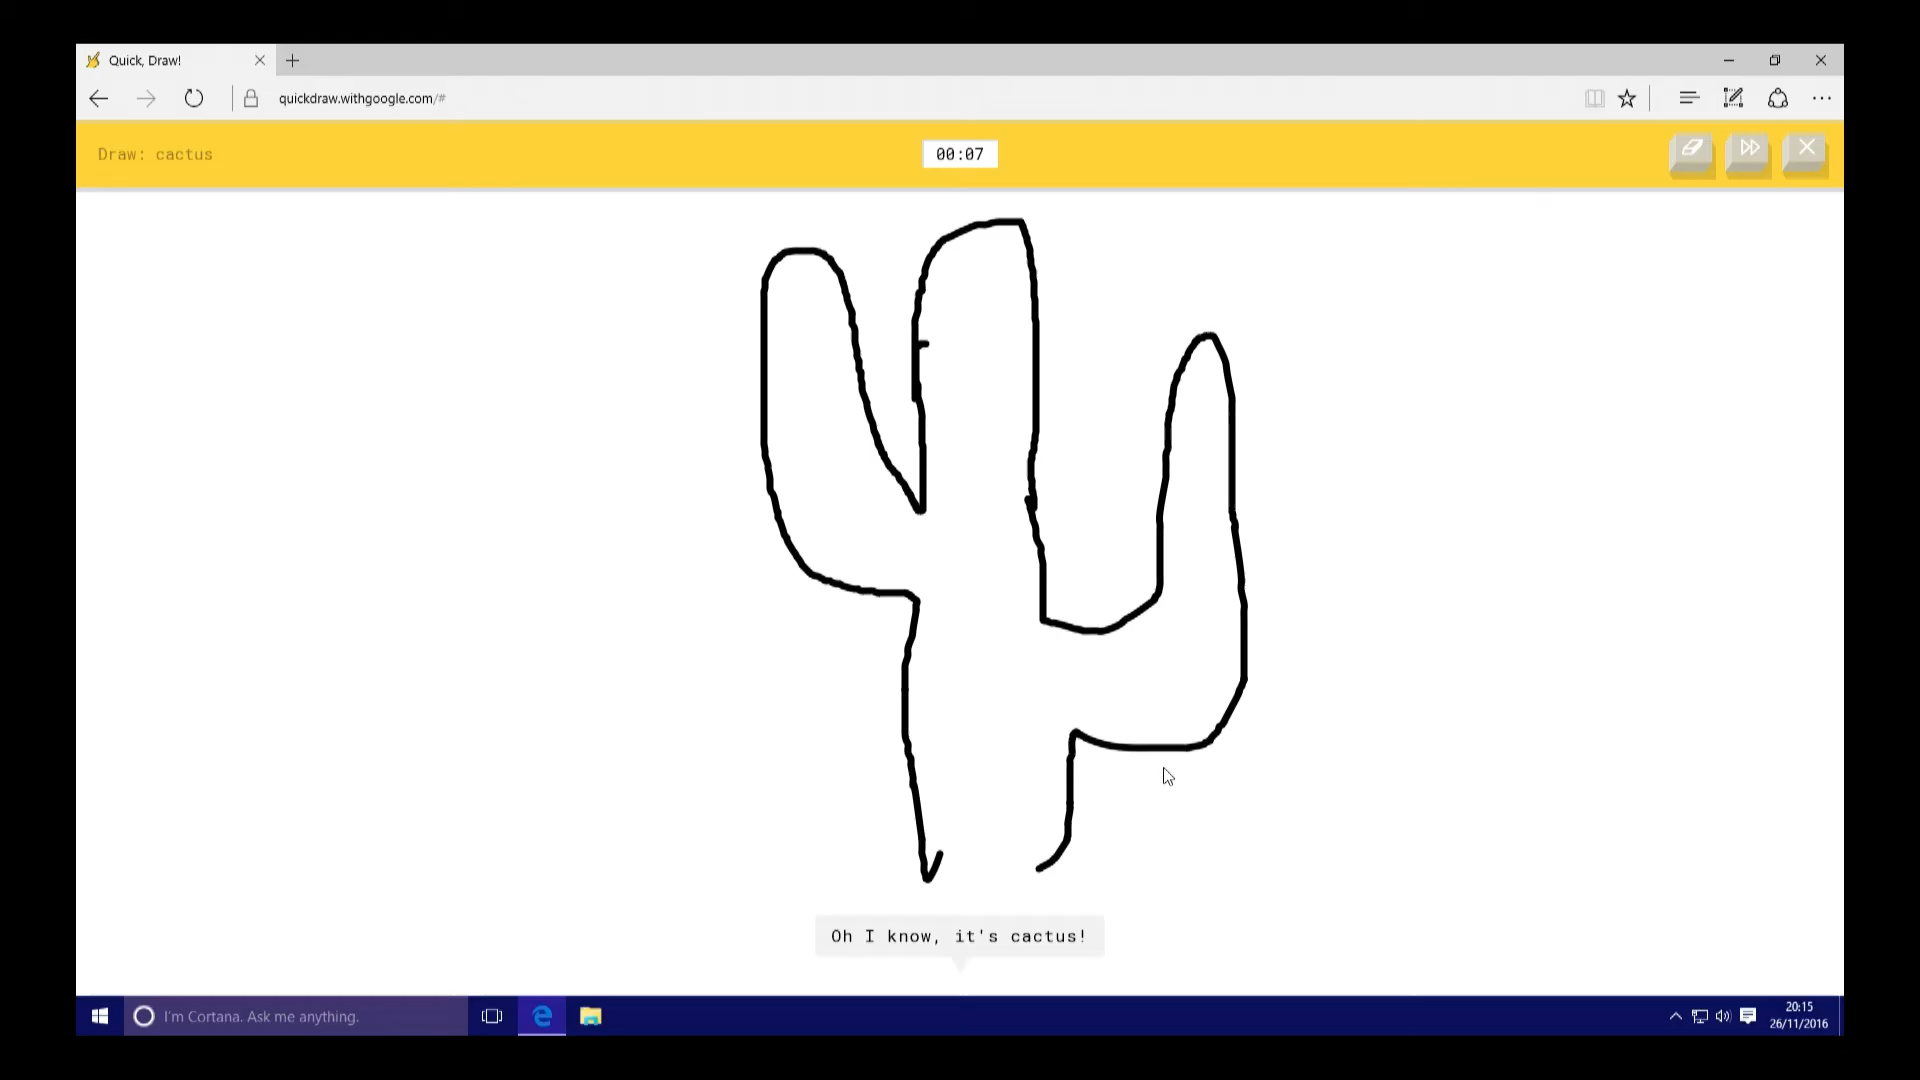 Quick, Draw!
quickdraw.withgoogle.com/#
Draw: cactus
00:07
Oh I know, it's cactus!
I'm Cortana. Ask me anything.
20:15
26/11/2016